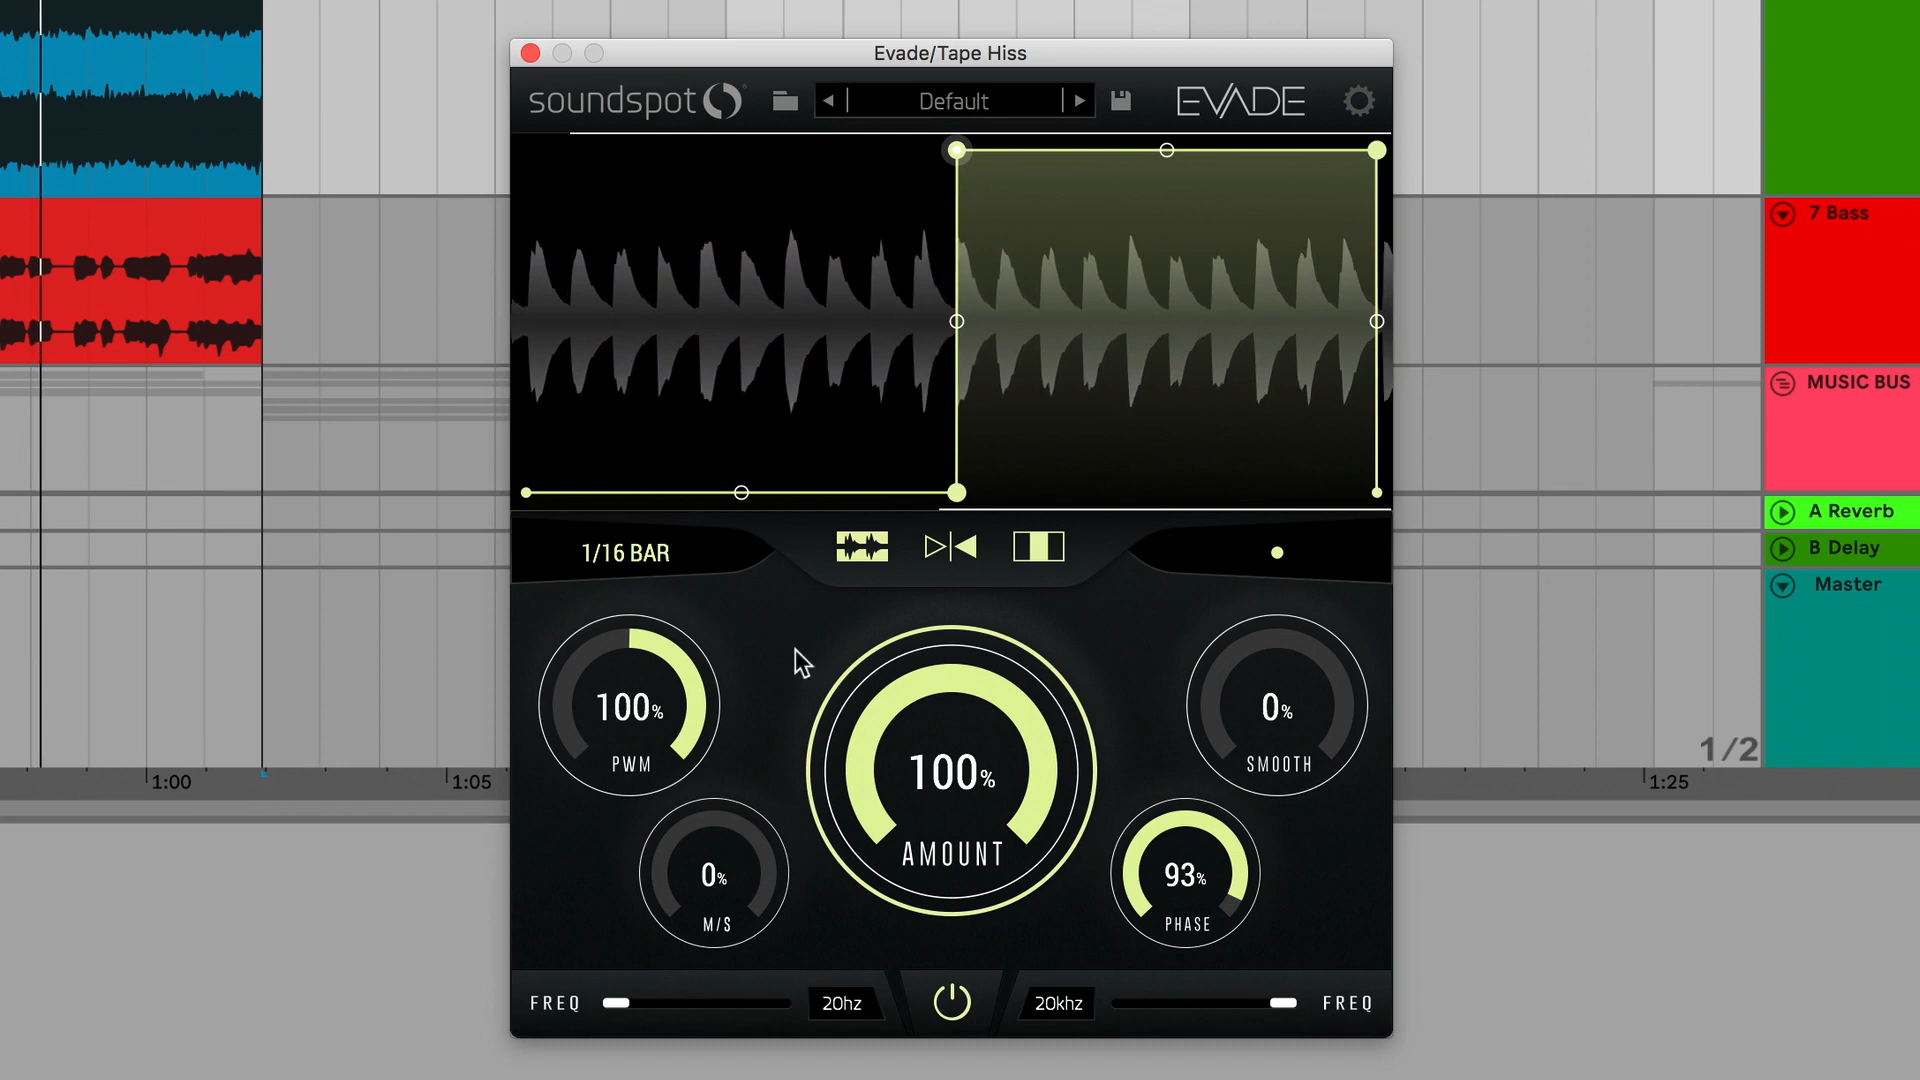 Evade/Tape Hiss
soundspot
Default
EVADE
7 Bass
MUSIC BUS
A Reverb
B Delay
Master
1/16 BAR
100%
PWM
100%
AMOUNT
0%
SMOOTH
0%
M/S
93%
PHASE
1/2
1:00
1:05
1:25
FREQ
20hz
20khz
FREQ